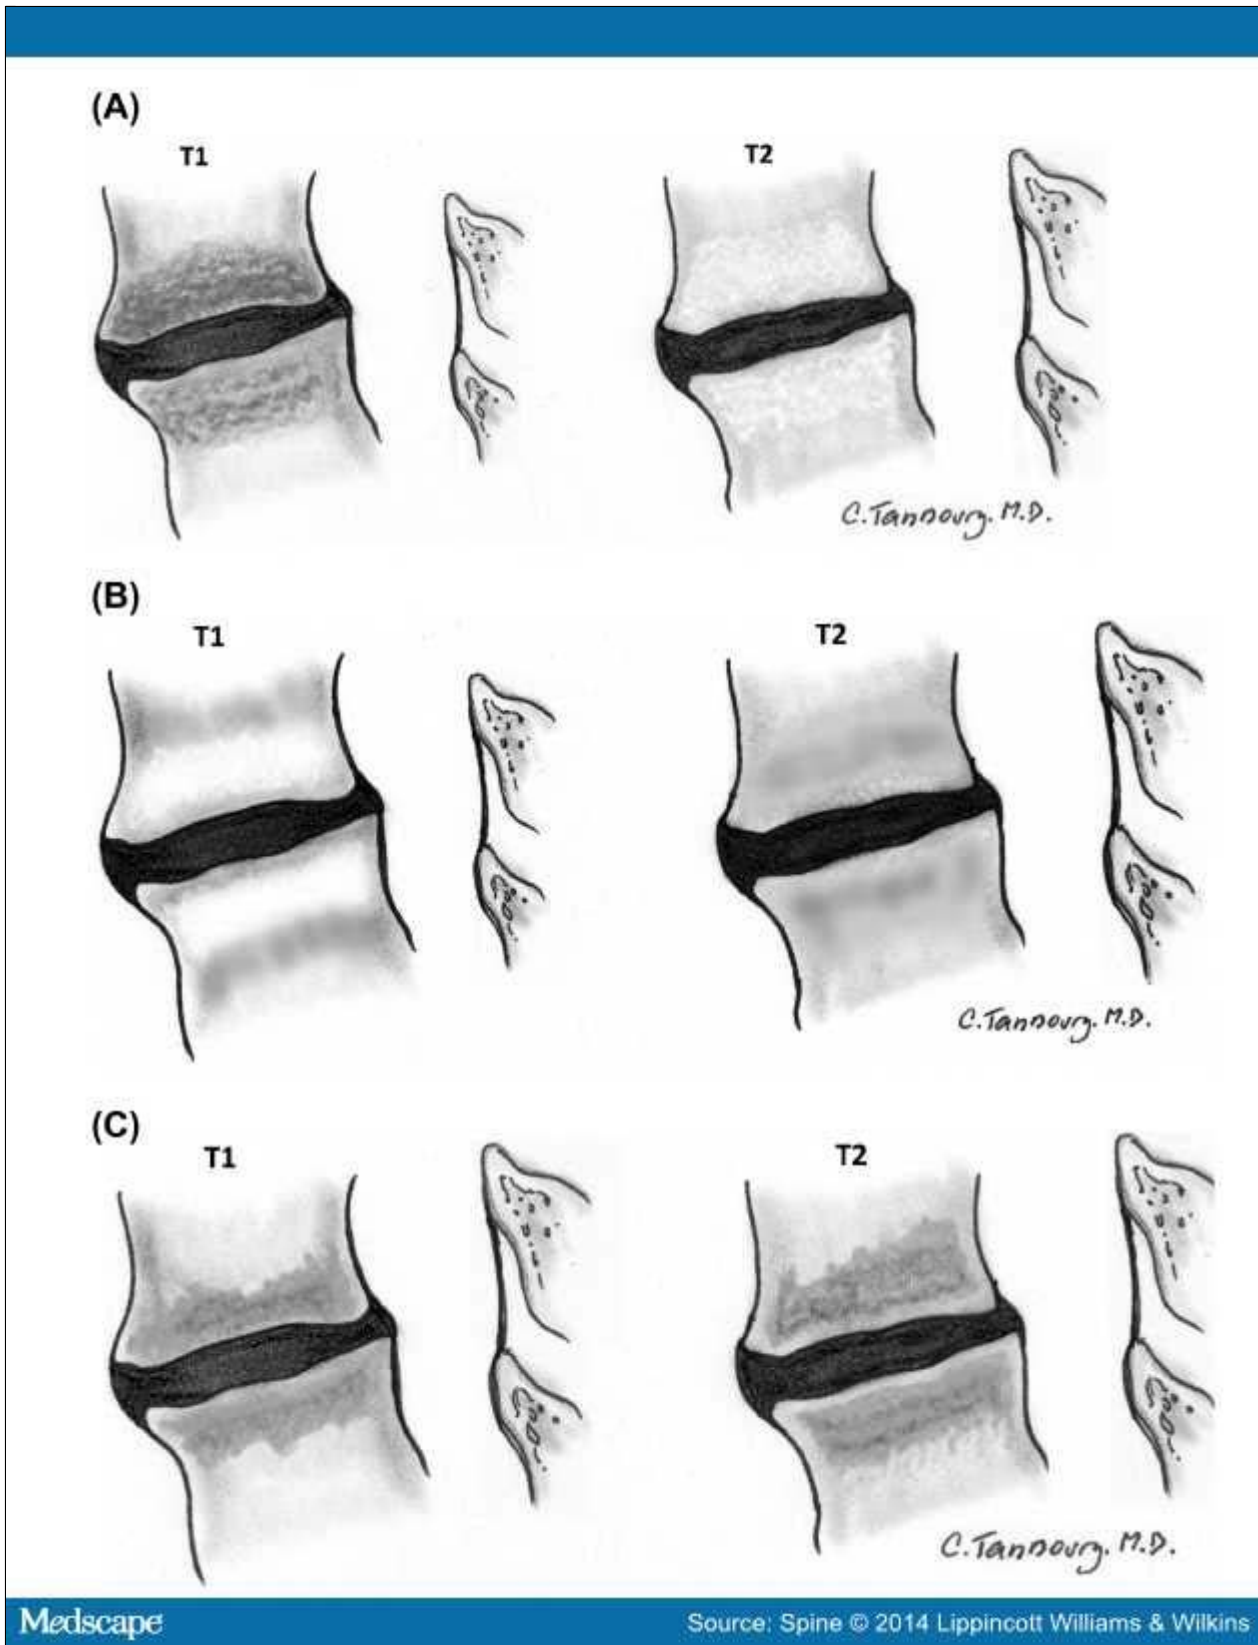 (A)
T1
T2
C. Tannoury. M.D.
(B)
T1
T2
C. Tannoury. M.D.
(C)
T1
T2
C. Tannoury. M.D.
Medscape
Source: Spine © 2014 Lippincott Williams & Wilkins